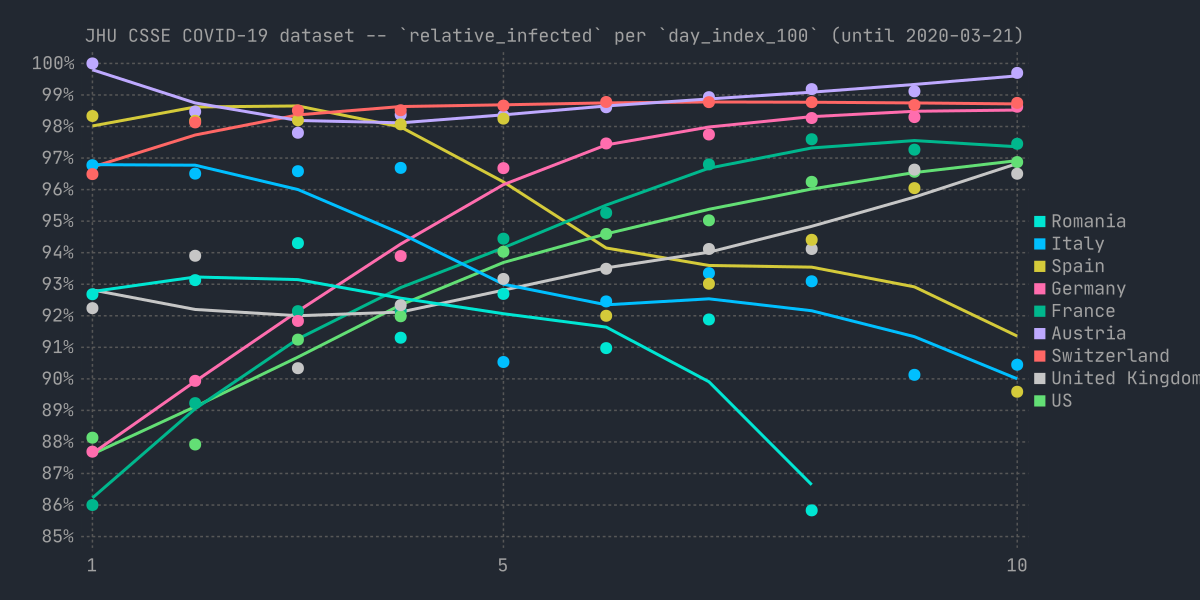 JHU CSSE COVID-19 dataset -- `relative_infected` per `day_index_100` (until 2020-03-21)
100%
99%
98%
97%
96%
95%
94%
93%
92%
91%
90%
89%
88%
87%
86%
85%
1 5 10
Romania
Italy
Spain
Germany
France
Austria
Switzerland
United Kingdom
US